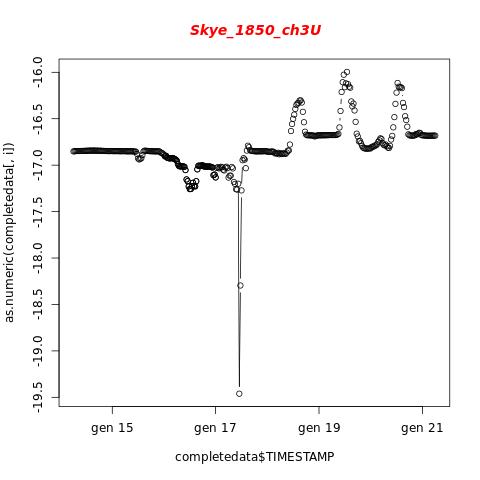 Skye_1850_ch3U
as.numeric(completedata[, i])
-16.0
-16.5
-17.0
-17.5
-18.0
-18.5
-19.0
-19.5
gen 15
gen 17
gen 19
gen 21
completedata$TIMESTAMP